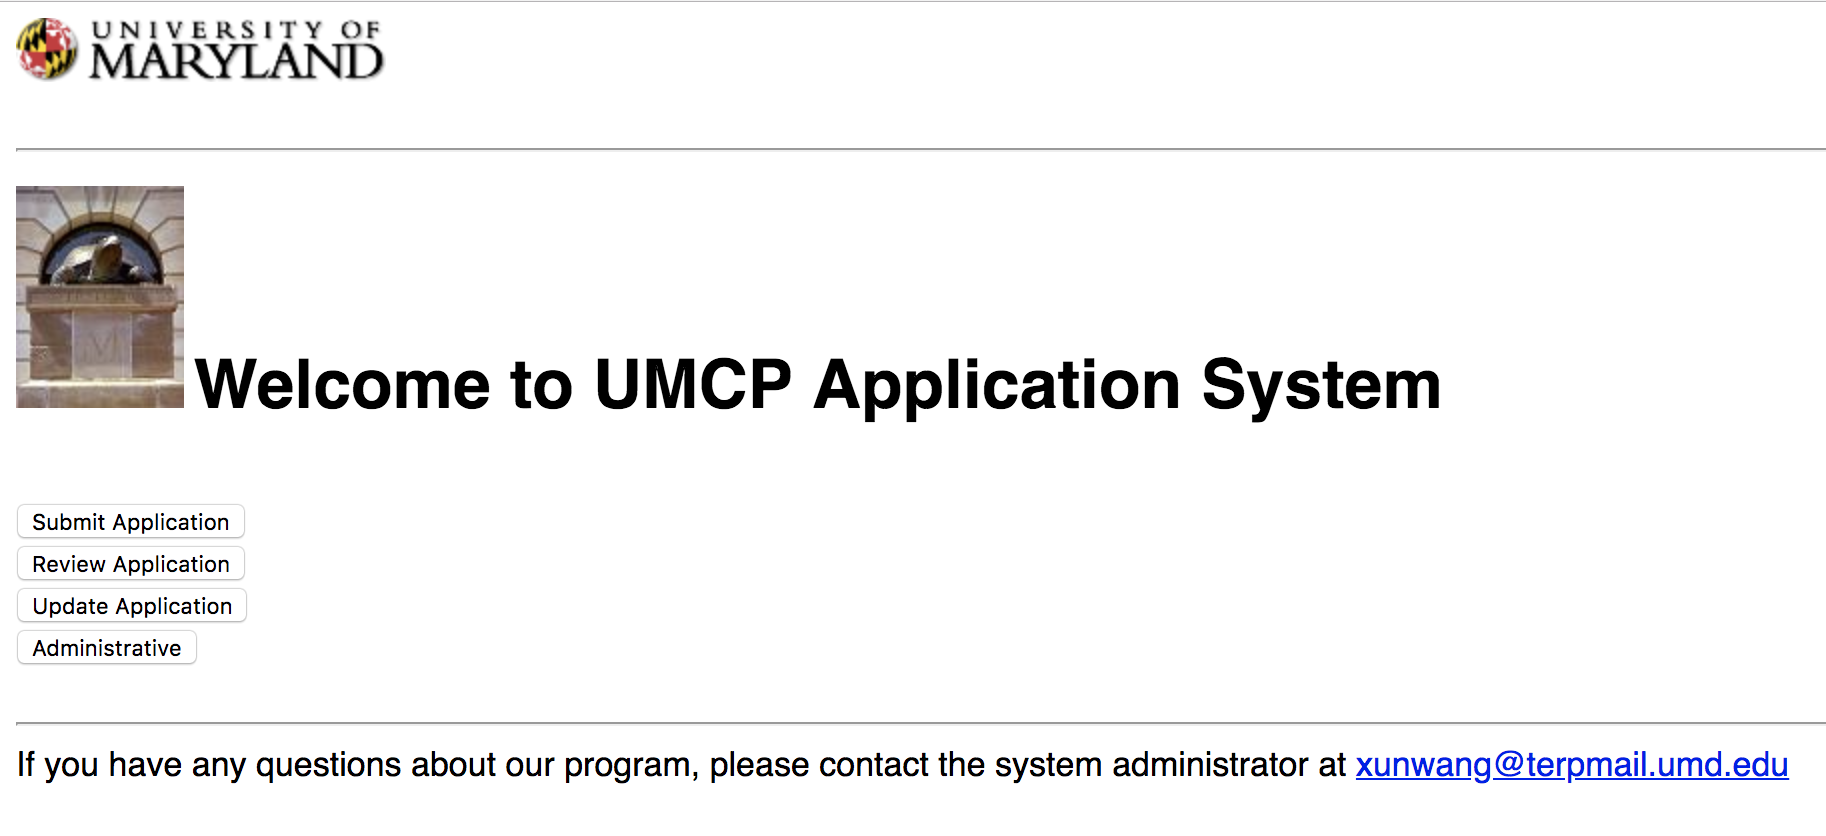 UNIVERSITY OF
MARYLAND
Welcome to UMCP Application System
Submit Application
Review Application
Update Application
Administrative
If you have any questions about our program, please contact the system administrator at xunwang@terpmail.umd.edu